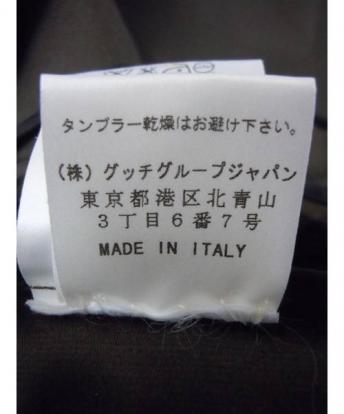 タンブラー乾燥はお避け下さい。
(株) グッチグループジャパン
東京都港区北青山
3丁目6番7号
MADE IN ITALY